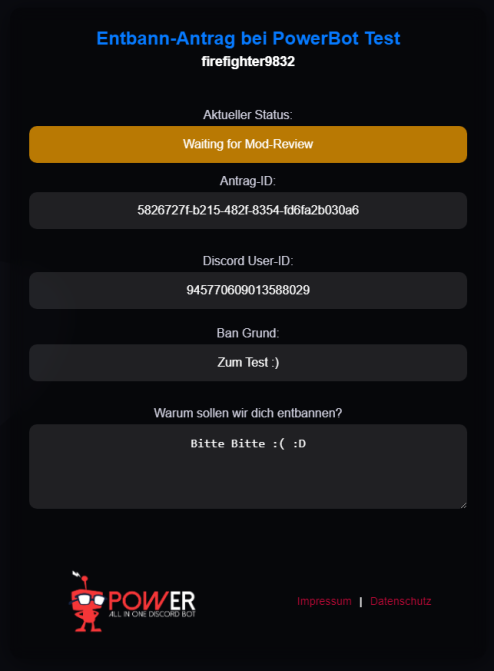 Entbann-Antrag bei PowerBot Test
firefighter9832
Aktueller Status:
Waiting for Mod-Review
Antrag-ID:
5826727f-b215-482f-8354-fd6fa2b030a6
Discord User-ID:
945770609013588029
Ban Grund:
Zum Test :)
Warum sollen wir dich entbannen?
Bitte Bitte :( :D
POWER
ALL IN ONE DISCORD BOT
Impressum | Datenschutz